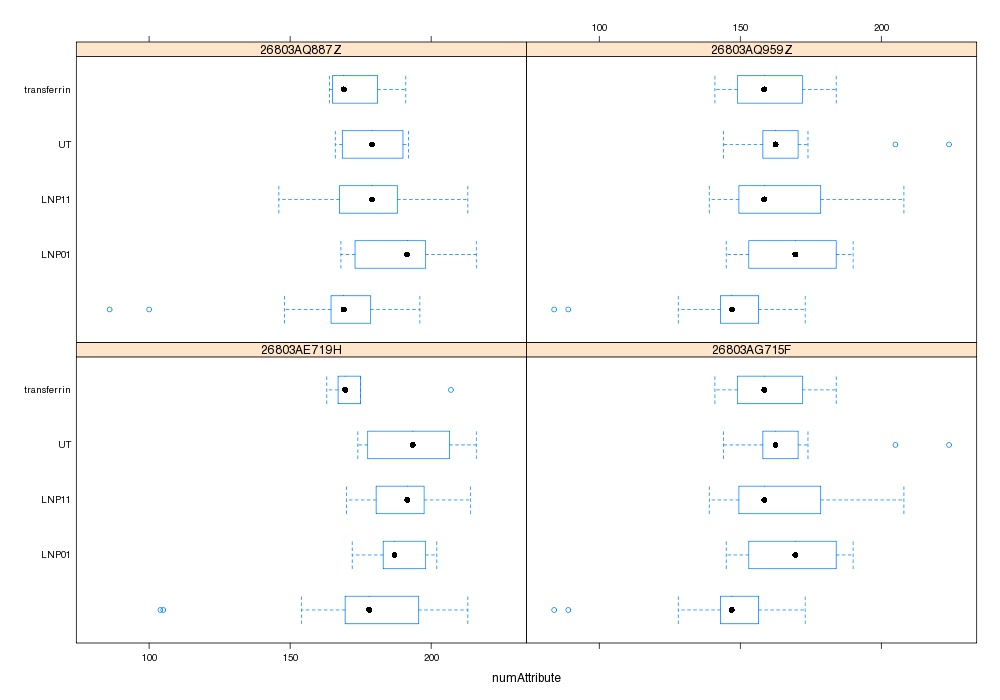 100 150 200
26803AQ887Z 26803AQ959Z
transferrin
UT
LNP11
LNP01
26803AE719H 26803AG715F
transferrin
UT
LNP11
LNP01
100 150 200
numAttribute